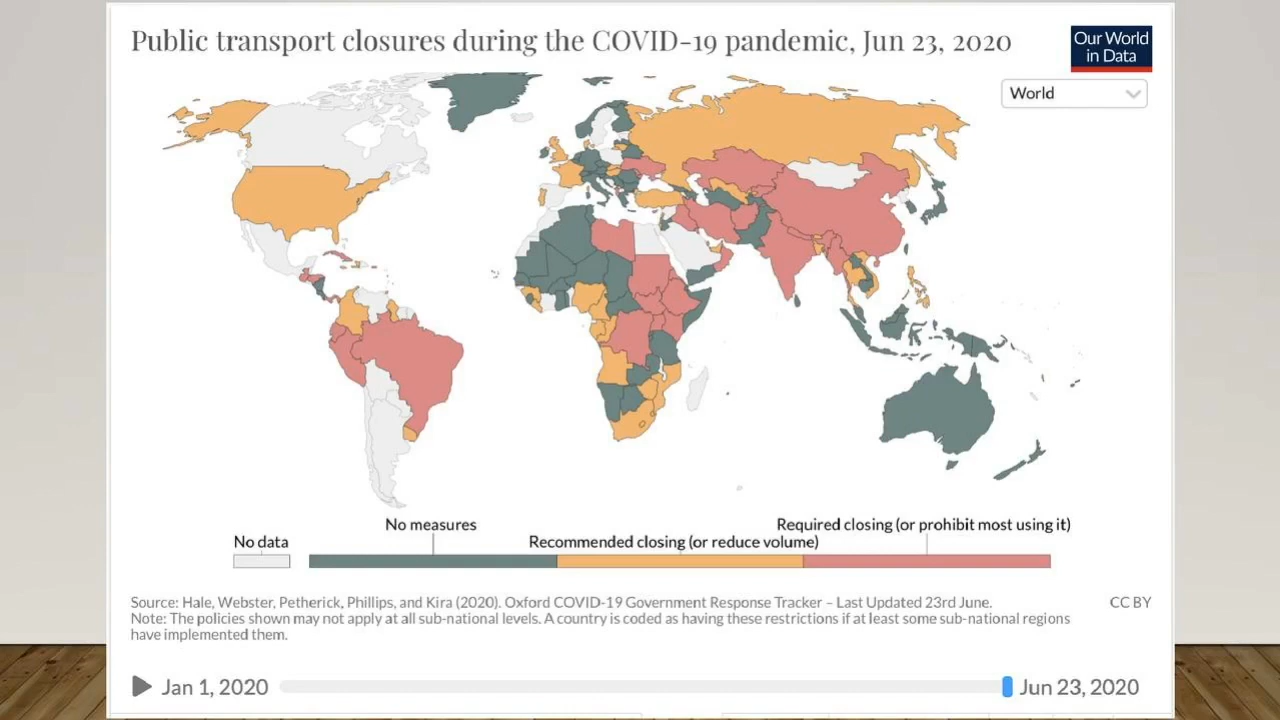 Public transport closures during the COVID-19 pandemic, Jun 23, 2020
Our World
in Data
World
No data
No measures
Recommended closing (or reduce volume)
Required closing (or prohibit most using it)
Source: Hale, Webster, Petherick, Phillips, and Kira (2020). Oxford COVID-19 Government Response Tracker – Last Updated 23rd June.
CC BY
Note: The policies shown may not apply at all sub-national levels. A country is coded as having these restrictions if at least some sub-national regions
have implemented them.
Jan 1, 2020
Jun 23, 2020